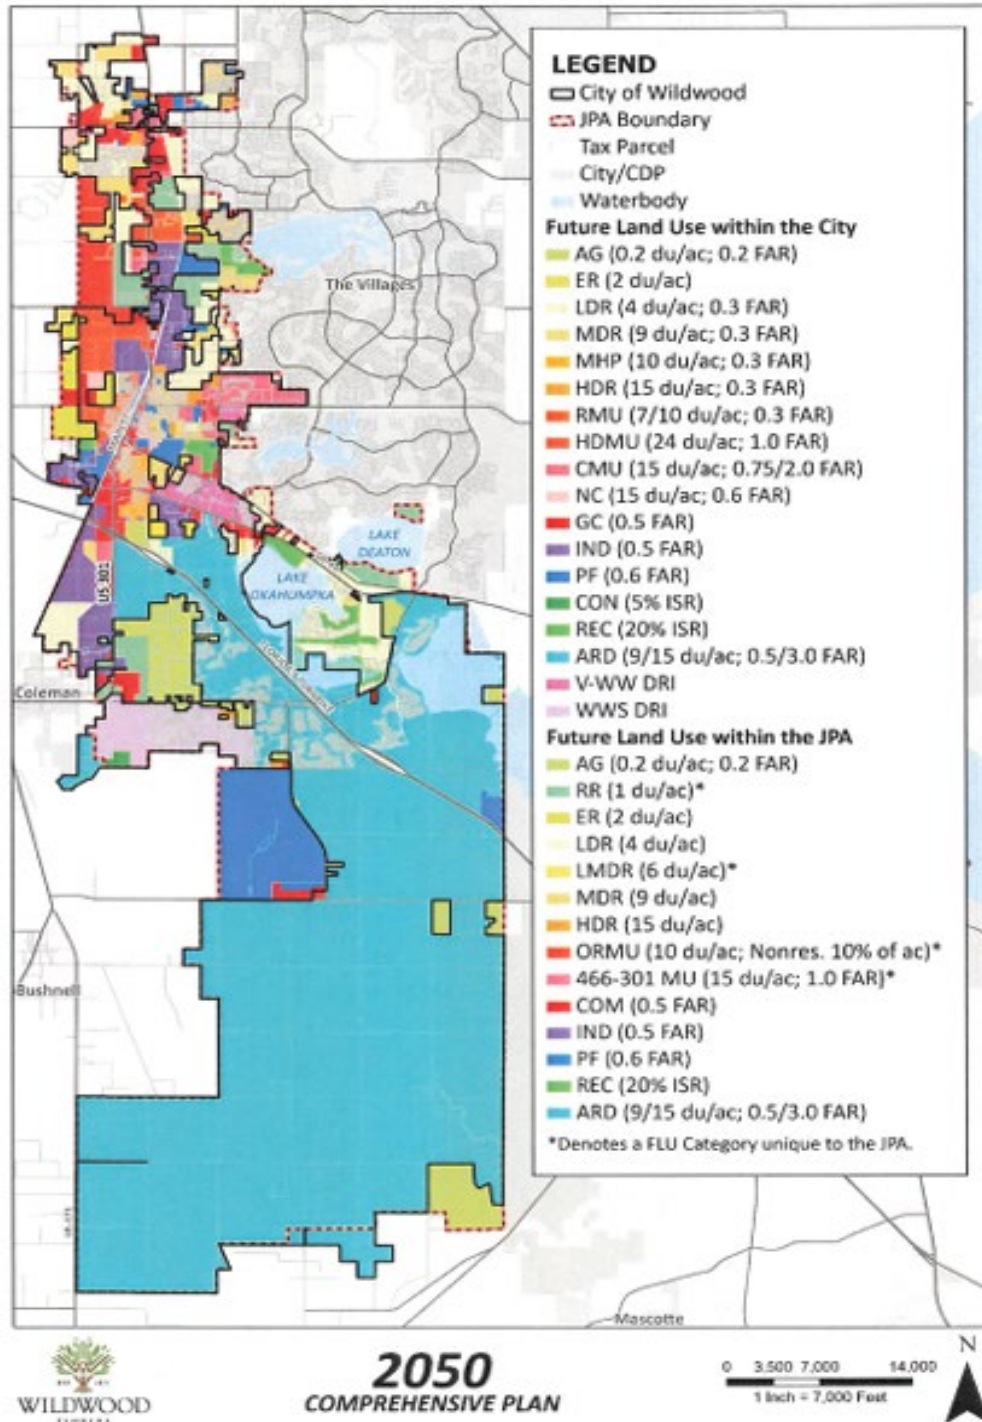 LEGEND
City of Wildwood
JPA Boundary
Tax Parcel
City/CDP
Waterbody
Future Land Use within the City
AG (0.2 du/ac; 0.2 FAR)
ER (2 du/ac)
LDR (4 du/ac; 0.3 FAR)
MDR (9 du/ac; 0.3 FAR)
MHP (10 du/ac; 0.3 FAR)
HDR (15 du/ac; 0.3 FAR)
RMU (7/10 du/ac; 0.3 FAR)
HDMU (24 du/ac; 1.0 FAR)
CMU (15 du/ac; 0.75/2.0 FAR)
NC (15 du/ac; 0.6 FAR)
GC (0.5 FAR)
IND (0.5 FAR)
PF (0.6 FAR)
CON (5% ISR)
REC (20% ISR)
ARD (9/15 du/ac; 0.5/3.0 FAR)
V-WW DRI
WWS DRI
Future Land Use within the JPA
AG (0.2 du/ac; 0.2 FAR)
RR (1 du/ac)*
ER (2 du/ac)
LDR (4 du/ac)
LMDR (6 du/ac)*
MDR (9 du/ac)
HDR (15 du/ac)
ORMU (10 du/ac; Nonres. 10% of ac)*
466-301 MU (15 du/ac; 1.0 FAR)*
COM (0.5 FAR)
IND (0.5 FAR)
PF (0.6 FAR)
REC (20% ISR)
ARD (9/15 du/ac; 0.5/3.0 FAR)
*Denotes a FLU Category unique to the JPA.
The Villages
LAKE
DEATON
LAKE
OKAHUMPKA
US 301
Coleman
Bushnell
Mascotte
WILDWOOD
2050
COMPREHENSIVE PLAN
N
0 3,500 7,000 14,000
1 Inch = 7,000 Feet